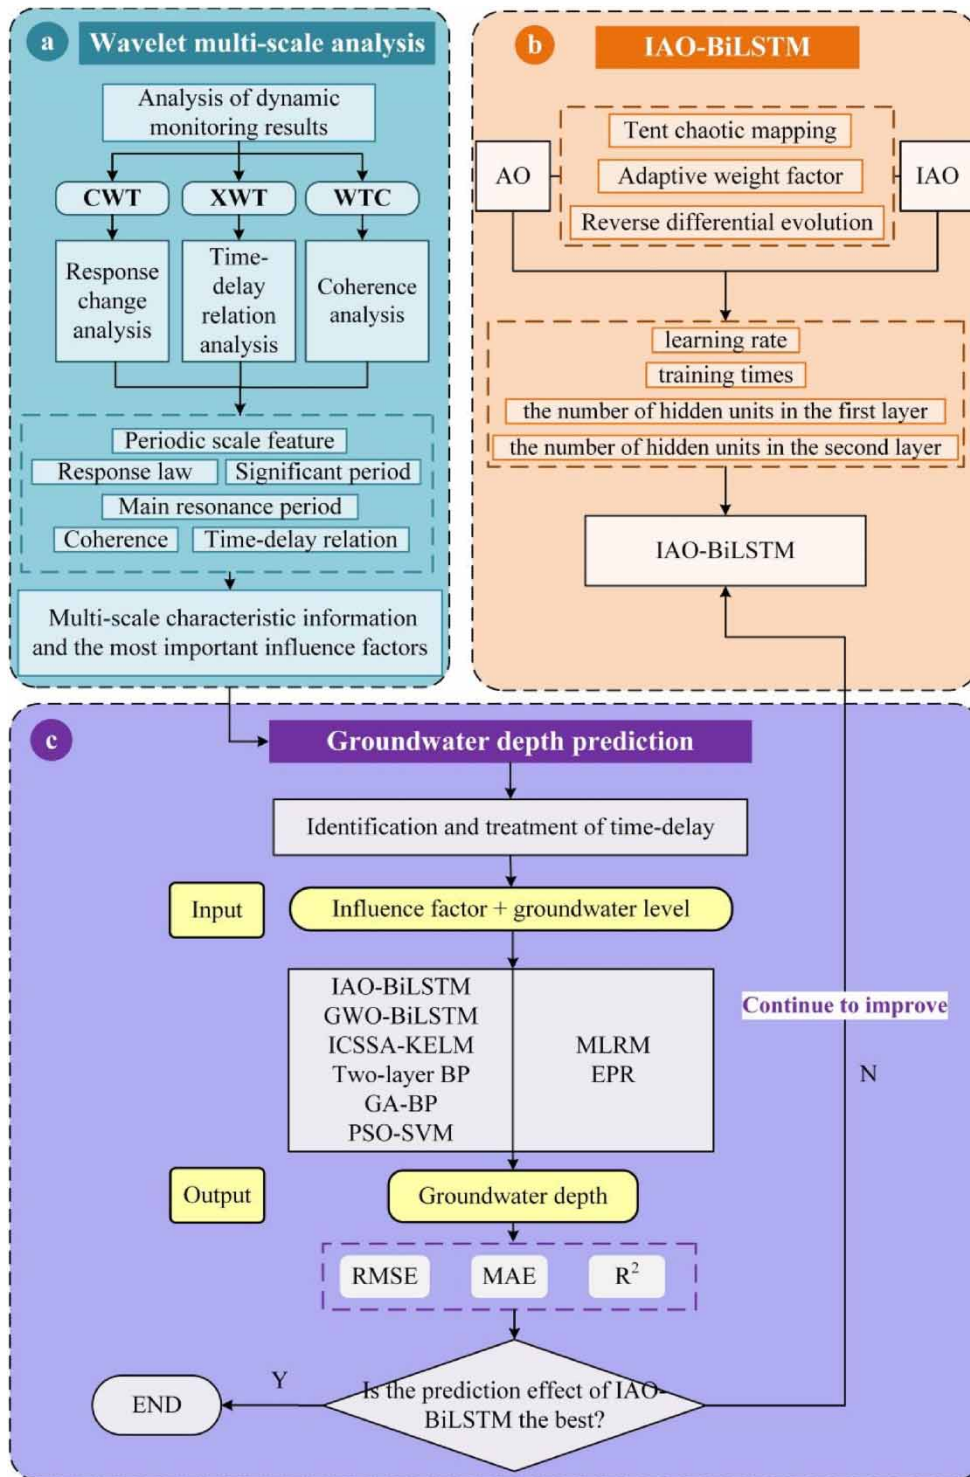 a Wavelet multi-scale analysis
Analysis of dynamic
monitoring results
CWT XWT WTC
Response
change
analysis
Time-
delay
relation
analysis
Coherence
analysis
Periodic scale feature
Response law Significant period
Main resonance period
Coherence Time-delay relation
Multi-scale characteristic information
and the most important influence factors
b IAO-BiLSTM
AO
Tent chaotic mapping
Adaptive weight factor
Reverse differential evolution
IAO
learning rate
training times
the number of hidden units in the first layer
the number of hidden units in the second layer
IAO-BiLSTM
c Groundwater depth prediction
Identification and treatment of time-delay
Input Influence factor + groundwater level
IAO-BiLSTM
GWO-BiLSTM
ICSSA-KELM
Two-layer BP
GA-BP
PSO-SVM
MLRM
EPR
Continue to improve
N
Output Groundwater depth
RMSE MAE R²
Is the prediction effect of IAO-
BiLSTM the best?
Y
END